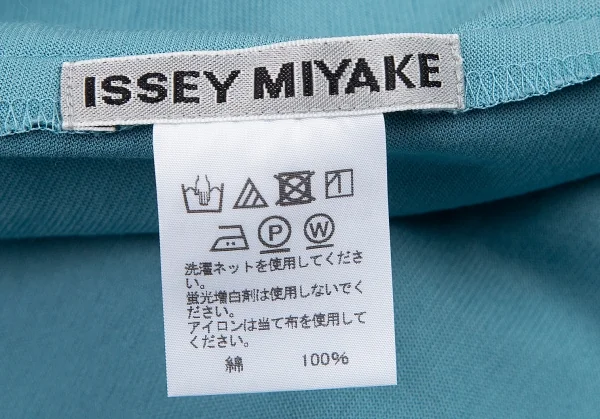 ISSEY MIYAKE
P W
洗濯ネットを使用してくださ
い。
蛍光増白剤は使用しないでく
ださい。
アイロンは当て布を使用して
ください。
綿 100%